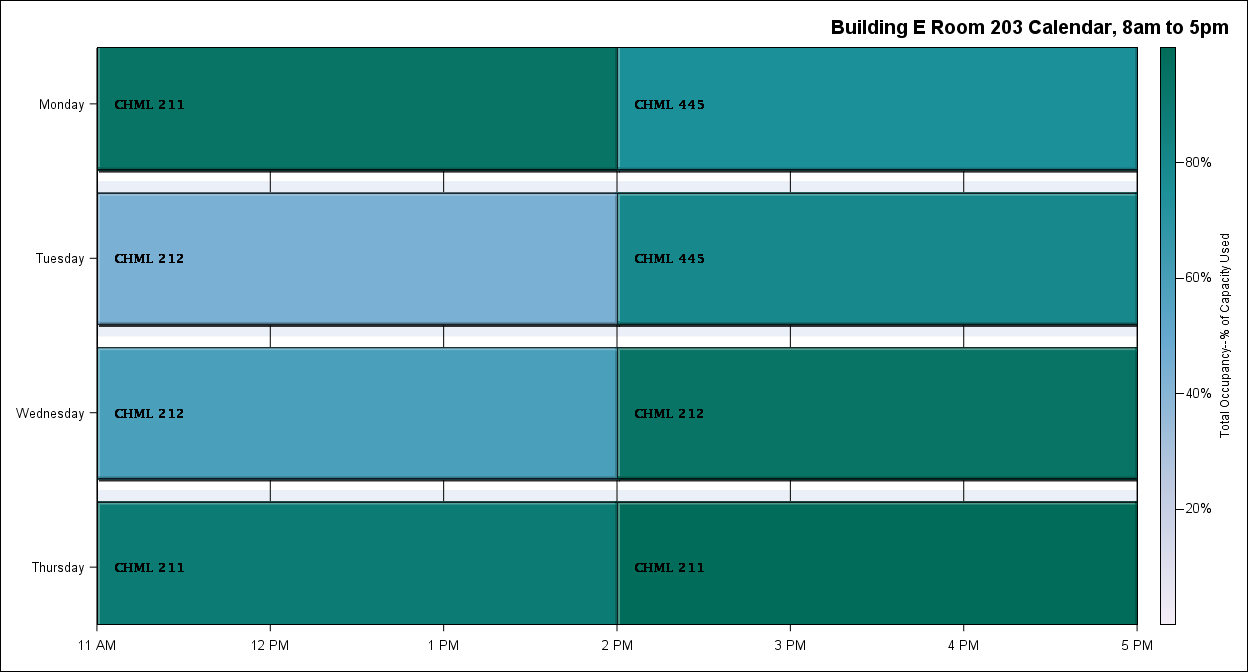 Building E Room 203 Calendar, 8am to 5pm
Monday
CHML 211
CHML 445
Tuesday
CHML 212
CHML 445
Wednesday
CHML 212
CHML 212
Thursday
CHML 211
CHML 211
11 AM
12 PM
1 PM
2 PM
3 PM
4 PM
5 PM
80%
60%
40%
20%
Total Occupancy--% of Capacity Used